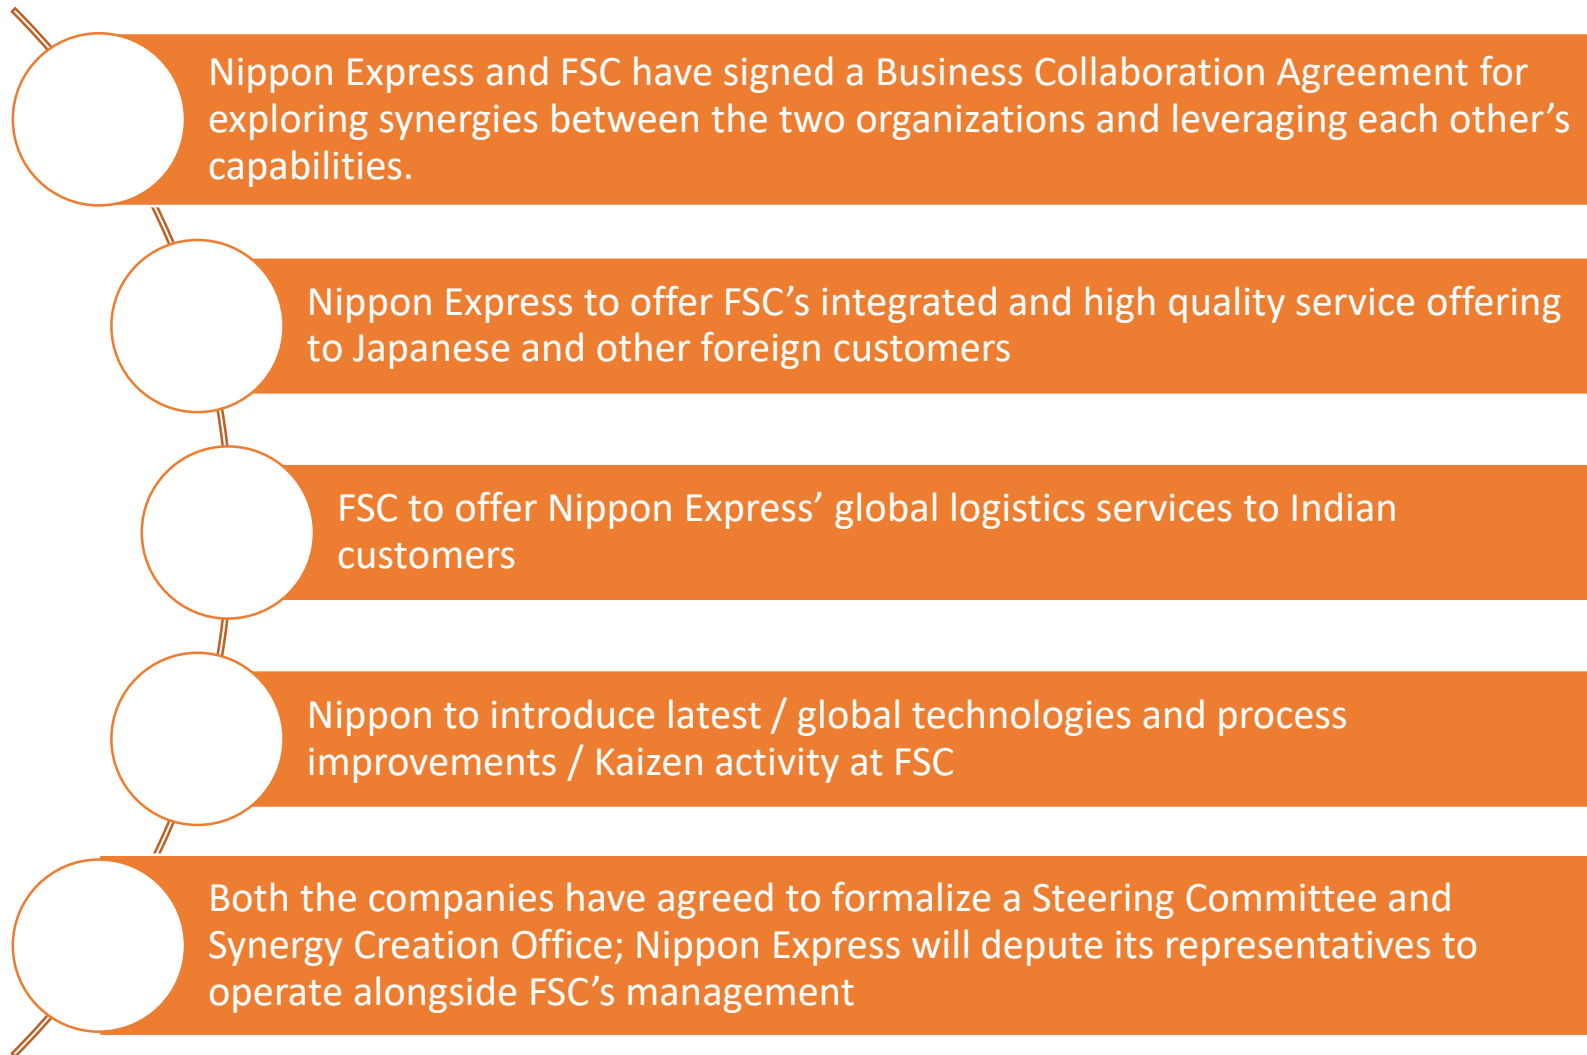 Nippon Express and FSC have signed a Business Collaboration Agreement for
exploring synergies between the two organizations and leveraging each other’s
capabilities.
Nippon Express to offer FSC’s integrated and high quality service offering
to Japanese and other foreign customers
FSC to offer Nippon Express’ global logistics services to Indian
customers
Nippon to introduce latest / global technologies and process
improvements / Kaizen activity at FSC
Both the companies have agreed to formalize a Steering Committee and
Synergy Creation Office; Nippon Express will depute its representatives to
operate alongside FSC’s management